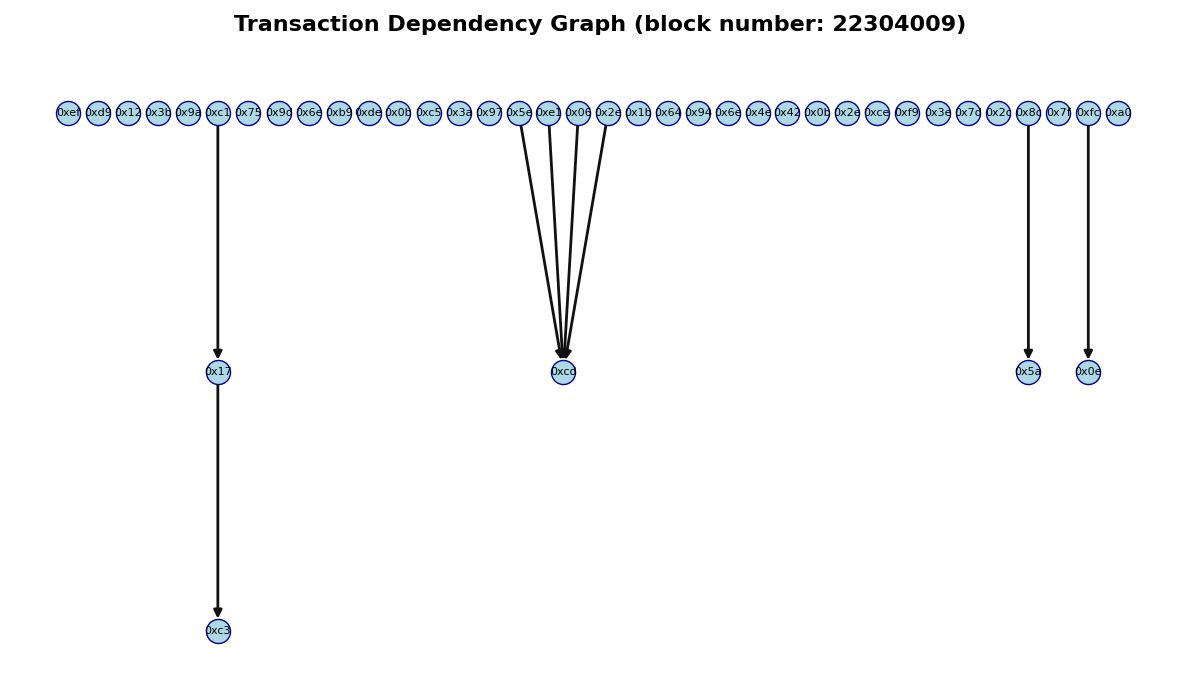 Transaction Dependency Graph (block number: 22304009)
0xef 0xd9 0x12 0x3b 0x9a 0xc1 0x75 0x9d 0x6e 0xb9 0xde 0x0b 0xc5 0x3a 0x97 0x5e 0xe1 0x06 0x2e 0x1b 0x64 0x94 0x6e 0x4e 0x42 0x0b 0x2e 0xce 0xf9 0x3e 0x7d 0x2c 0x8c 0x7f 0xfc 0xa0
0x17 0xcd 0x5a 0x0e
0xc3